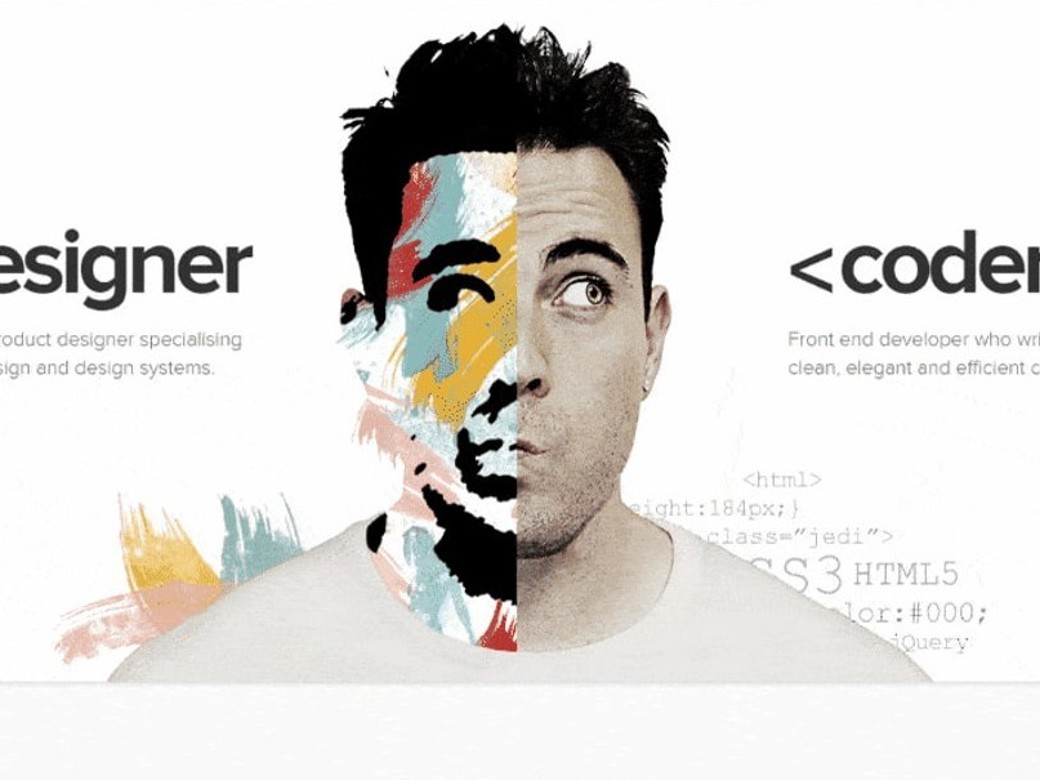 esigner
roduct designer specialising
sign and design systems.
<coder
Front end developer who wri
clean, elegant and efficient c
<html>
eight:184px;}
class="jedi">
SS3 HTML5
lor:#000;
jQuery